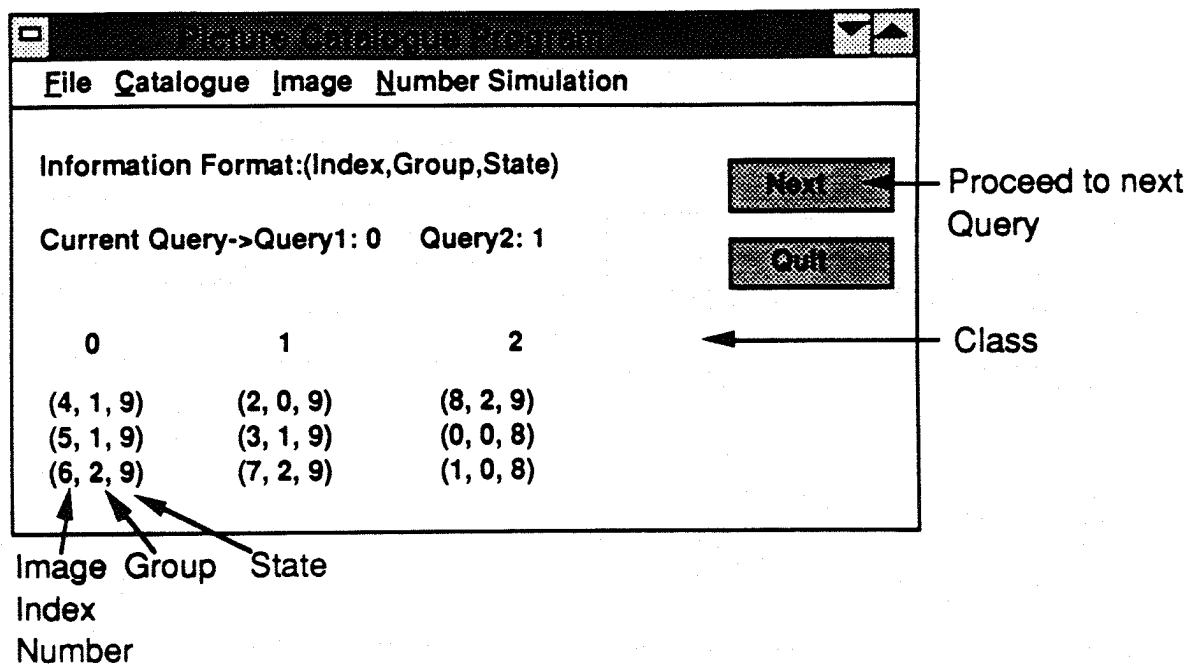 Picture Catalogue Program
File Catalogue Image Number Simulation
Information Format:(Index,Group,State)
Next
Proceed to next
Query
Current Query->Query1: 0 Query2: 1
Quit
0 1 2
Class
(4, 1, 9) (2, 0, 9) (8, 2, 9)
(5, 1, 9) (3, 1, 9) (0, 0, 8)
(6, 2, 9) (7, 2, 9) (1, 0, 8)
Image Group State
Index
Number